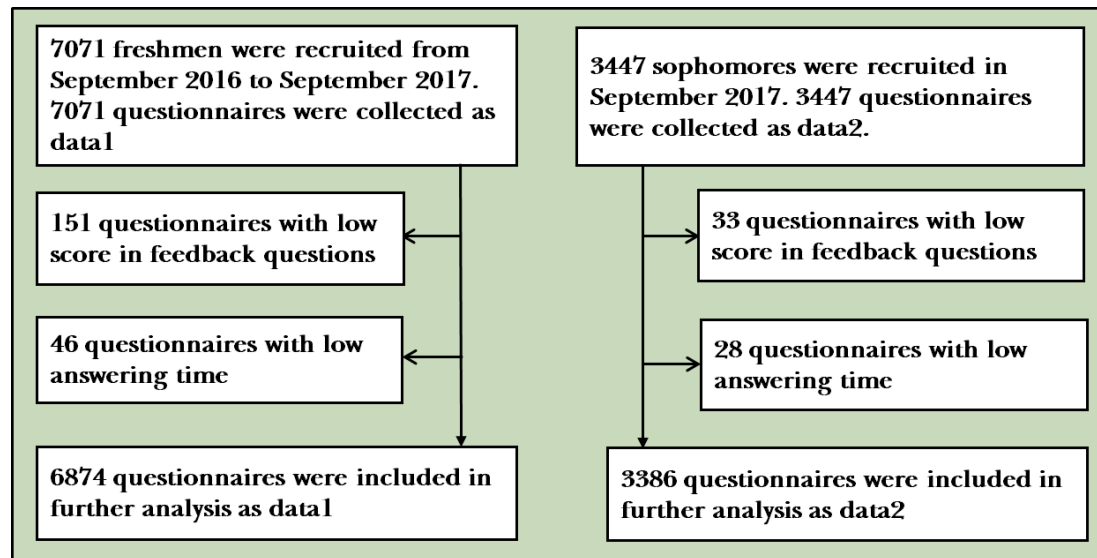 7071 freshmen were recruited from
September 2016 to September 2017.
7071 questionnaires were collected as
data1
151 questionnaires with low
score in feedback questions
46 questionnaires with low
answering time
6874 questionnaires were included in
further analysis as data1
3447 sophomores were recruited in
September 2017. 3447 questionnaires
were collected as data2.
33 questionnaires with low
score in feedback questions
28 questionnaires with low
answering time
3386 questionnaires were included in
further analysis as data2